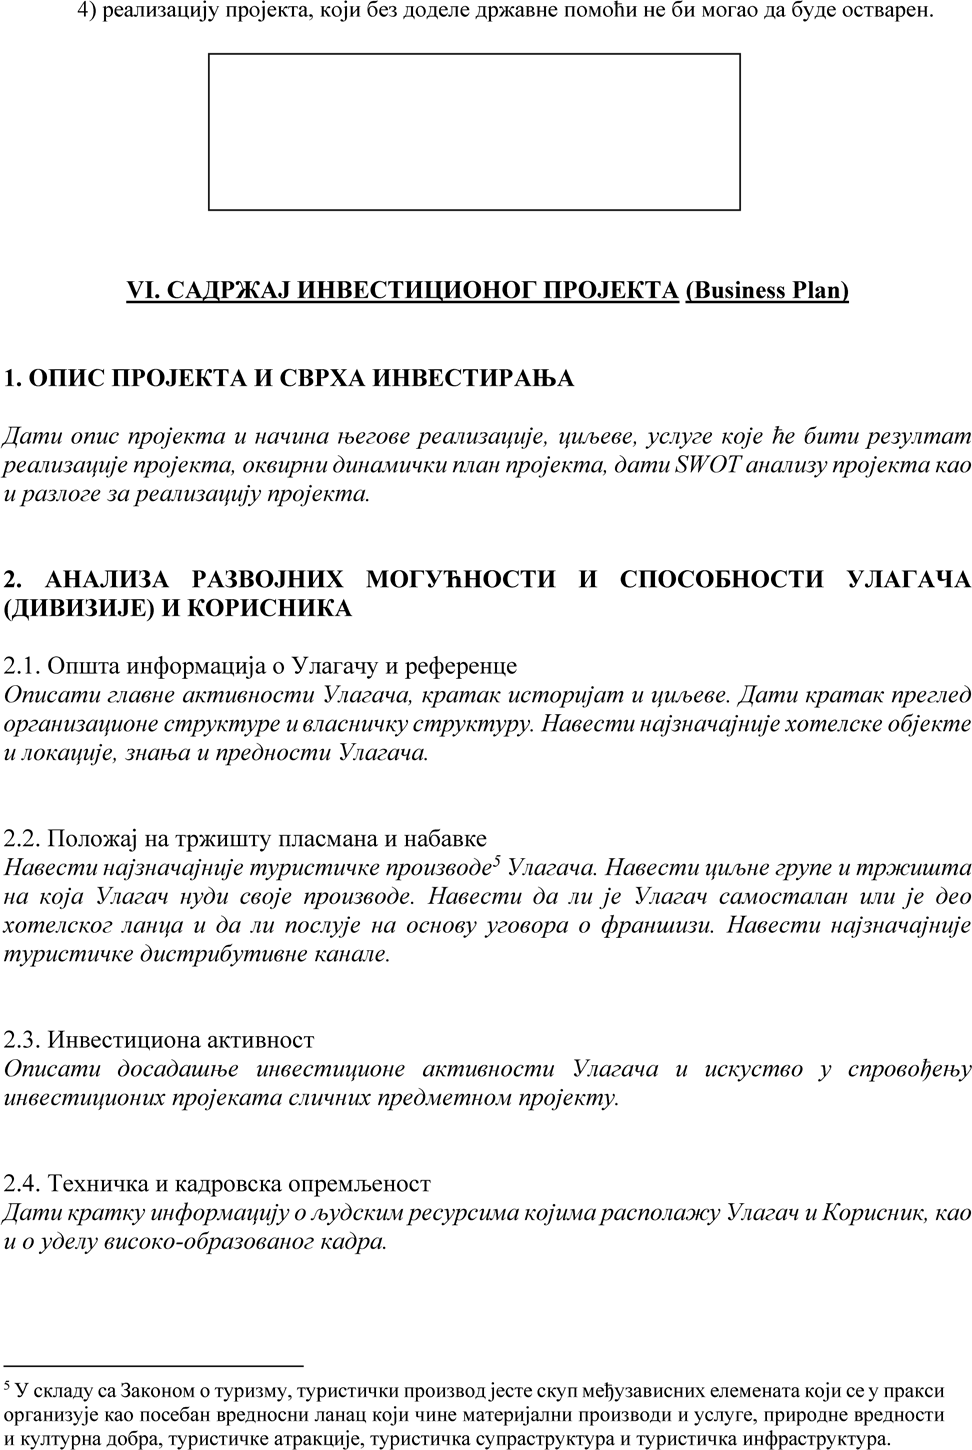 4) реализацију пројекта, који без доделе државне помоћи не би могао да буде остварен.
VI. САДРЖАЈ ИНВЕСТИЦИОНОГ ПРОЈЕКТА (Business Plan)
1. ОПИС ПРОЈЕКТА И СВРХА ИНВЕСТИРАЊА
Дати опис пројекта и начина његове реализације, циљеве, услуге које ће бити резултат
реализације пројекта, оквирни динамички план пројекта, дати SWOT анализу пројекта као
и разлоге за реализацију пројекта.
2. АНАЛИЗА РАЗВОЈНИХ МОГУЋНОСТИ И СПОСОБНОСТИ УЛАГАЧА
(ДИВИЗИЈЕ) И КОРИСНИКА
2.1. Општа информација о Улагачу и референце
Описати главне активности Улагача, кратак историјат и циљеве. Дати кратак преглед
организационе структуре и власничку структуру. Навести најзначајније хотелске објекте
и локације, знања и предности Улагача.
2.2. Положај на тржишту пласмана и набавке
Навести најзначајније туристичке производе⁵ Улагача. Навести циљне групе и тржишта
на која Улагач нуди своје производе. Навести да ли је Улагач самосталан или је део
хотелског ланца и да ли послује на основу уговора о франшизи. Навести најзначајније
туристичке дистрибутивне канале.
2.3. Инвестициона активност
Описати досадашње инвестиционе активности Улагача и искуство у спровођењу
инвестиционих пројеката сличних предметном пројекту.
2.4. Техничка и кадровска опремљеност
Дати кратку информацију о људским ресурсима којима располажу Улагач и Корисник, као
и о уделу високо-образованог кадра.
⁵ У складу са Законом о туризму, туристички производ јесте скуп међузависних елемената који се у пракси
организује као посебан вредносни ланац који чине материјални производи и услуге, природне вредности
и културна добра, туристичке атракције, туристичка супраструктура и туристичка инфраструктура.